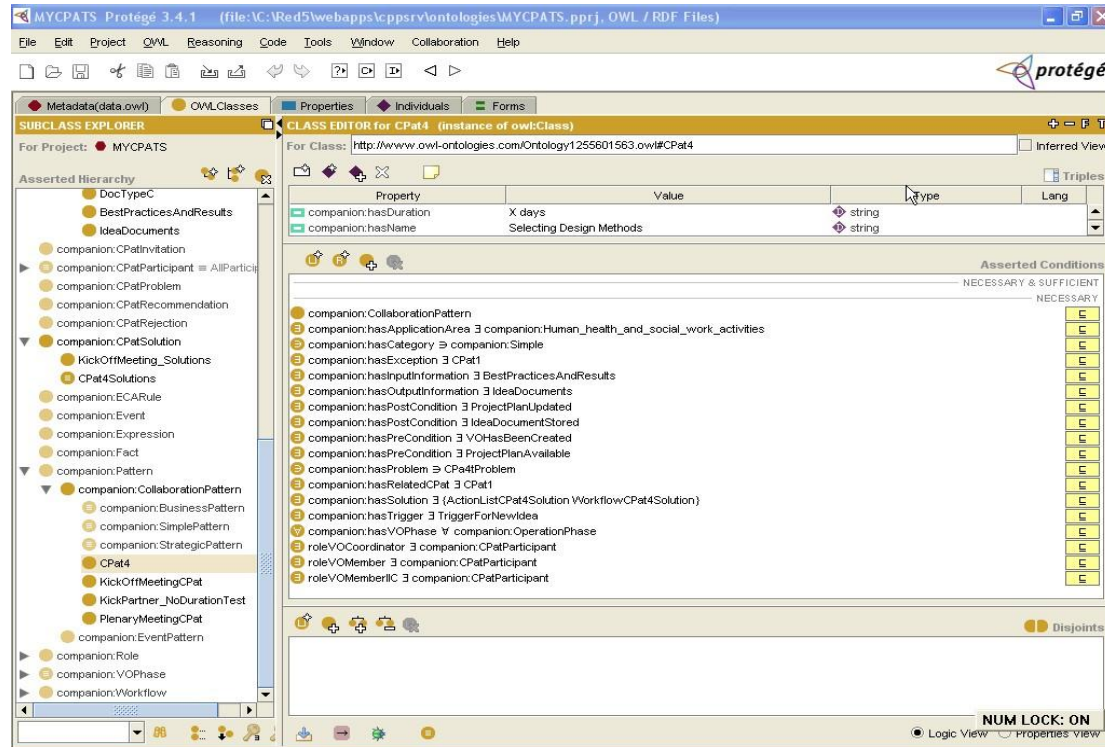 MYCPATS Protégé 3.4.1 (file:\C:\Red5\webapps\cppsrv\ontologies\MYCPATS.pprj, OWL / RDF Files)
File Edit Project OWL Reasoning Code Tools Window Collaboration Help
protégé
Metadata(data.owl) OWLClasses Properties Individuals Forms
SUBCLASS EXPLORER
For Project: MYCPATS
Asserted Hierarchy
DocTypeC
BestPracticesAndResults
IdeaDocuments
companion:CPatInvitation
companion:CPatParticipant ≡ AllParticip
companion:CPatProblem
companion:CPatRecommendation
companion:CPatRejection
companion:CPatSolution
KickOffMeeting_Solutions
CPat4Solutions
companion:ECARule
companion:Event
companion:Expression
companion:Fact
companion:Pattern
companion:CollaborationPattern
companion:BusinessPattern
companion:SimplePattern
companion:StrategicPattern
CPat4
KickOffMeetingCPat
KickPartner_NoDurationTest
PlenaryMeetingCPat
companion:EventPattern
companion:Role
companion:VOPhase
companion:Workflow
CLASS EDITOR for CPat4 (instance of owl:Class)
For Class: http://www.owl-ontologies.com/Ontology1255601563.owl#CPat4 Inferred View
Triples
Property Value Type Lang
companion:hasDuration X days string
companion:hasName Selecting Design Methods string
Asserted Conditions
NECESSARY & SUFFICIENT
NECESSARY
companion:CollaborationPattern
companion:hasApplicationArea ∃ companion:Human_health_and_social_work_activities
companion:hasCategory ∋ companion:Simple
companion:hasException ∃ CPat1
companion:hasInputInformation ∃ BestPracticesAndResults
companion:hasOutputInformation ∃ IdeaDocuments
companion:hasPostCondition ∃ ProjectPlanUpdated
companion:hasPostCondition ∃ IdeaDocumentStored
companion:hasPreCondition ∃ VOHasBeenCreated
companion:hasPreCondition ∃ ProjectPlanAvailable
companion:hasProblem ∋ CPa4tProblem
companion:hasRelatedCPat ∃ CPat1
companion:hasSolution ∃ {ActionListCPat4Solution WorkflowCPat4Solution}
companion:hasTrigger ∃ TriggerForNewIdea
companion:hasVOPhase ∀ companion:OperationPhase
roleVOCoordinator ∃ companion:CPatParticipant
roleVOMember ∃ companion:CPatParticipant
roleVOMemberIIC ∃ companion:CPatParticipant
Disjoints
NUM LOCK: ON
Logic View Properties View